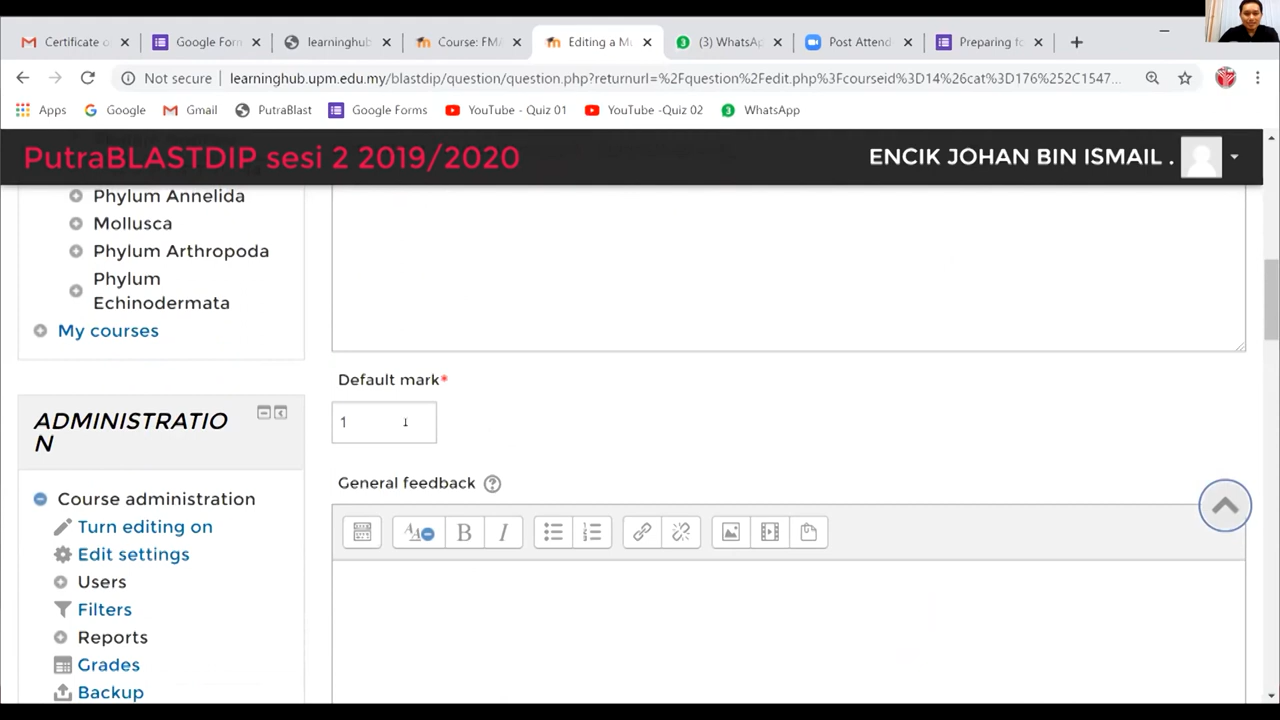 Certificate o
Google For
learninghub
Course: FMA
Editing a Mu
(3) WhatsA
Post Attend
Preparing fo
Not secure
learninghub.upm.edu.my/blastdip/question/question.php?returnurl=%2Fquestion%2Fedit.php%3Fcourseid%3D14%26cat%3D176%252C1547...
Apps
Google
Gmail
PutraBlast
Google Forms
YouTube - Quiz 01
YouTube -Quiz 02
WhatsApp
PutraBLASTDIP sesi 2 2019/2020
ENCIK JOHAN BIN ISMAIL .
Phylum Annelida
Mollusca
Phylum Arthropoda
Phylum
Echinodermata
My courses
Default mark*
1
ADMINISTRATIO
N
General feedback
Course administration
Turn editing on
Edit settings
Users
Filters
Reports
Grades
Backup